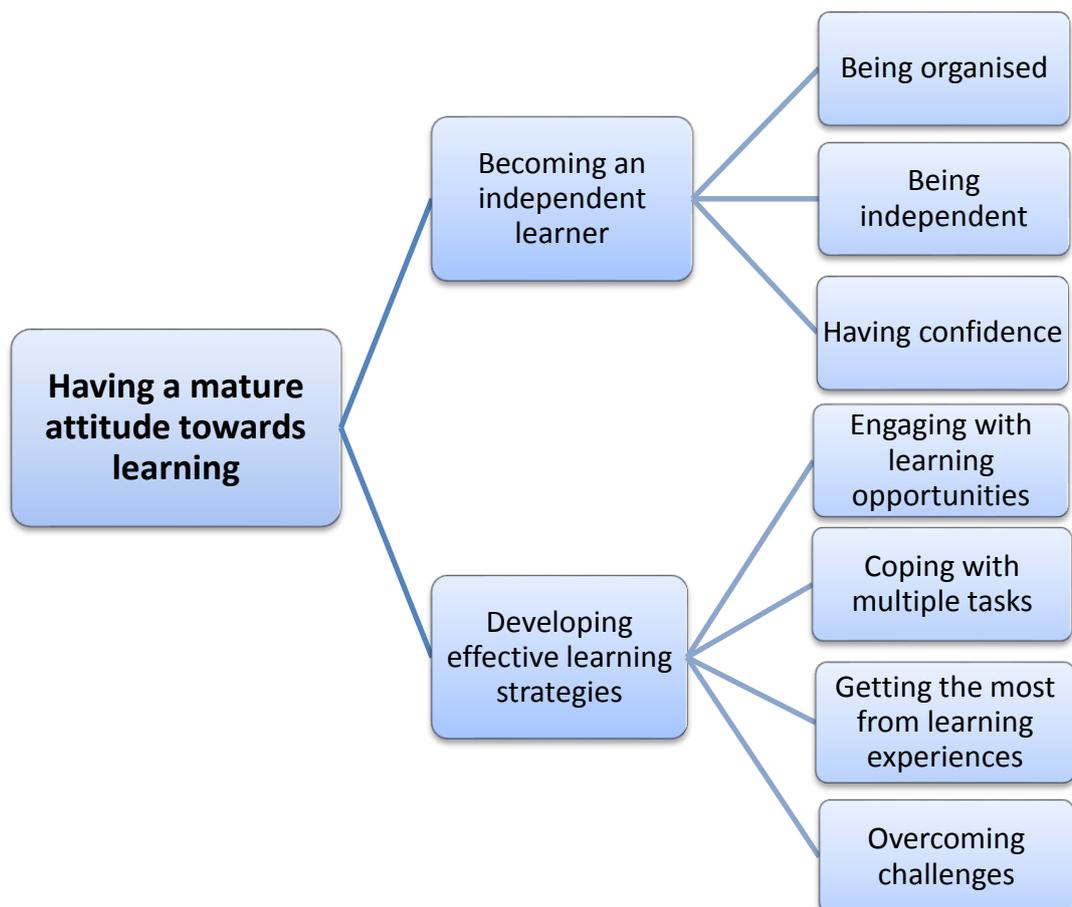 Having a mature
attitude towards
learning
Becoming an
independent
learner
Being organised
Being
independent
Having confidence
Developing
effective learning
strategies
Engaging with
learning
opportunities
Coping with
multiple tasks
Getting the most
from learning
experiences
Overcoming
challenges